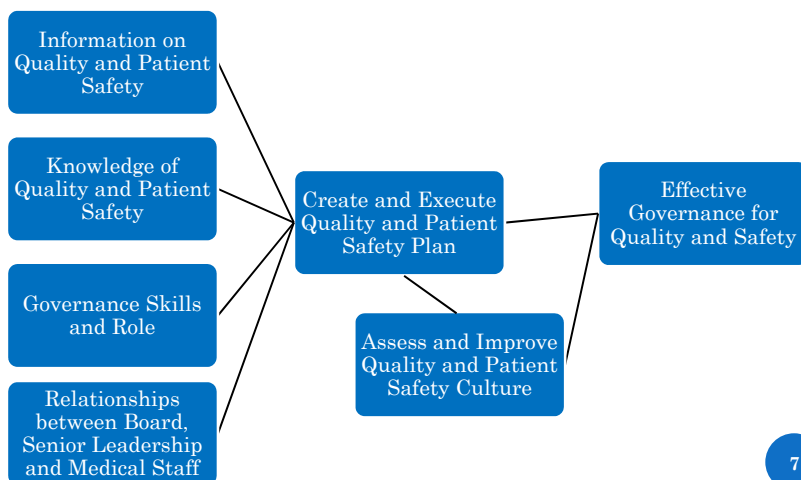 Information on
Quality and Patient
Safety
Knowledge of
Quality and Patient
Safety
Governance Skills
and Role
Relationships
between Board,
Senior Leadership
and Medical Staff
Create and Execute
Quality and Patient
Safety Plan
Assess and Improve
Quality and Patient
Safety Culture
Effective
Governance for
Quality and Safety
7